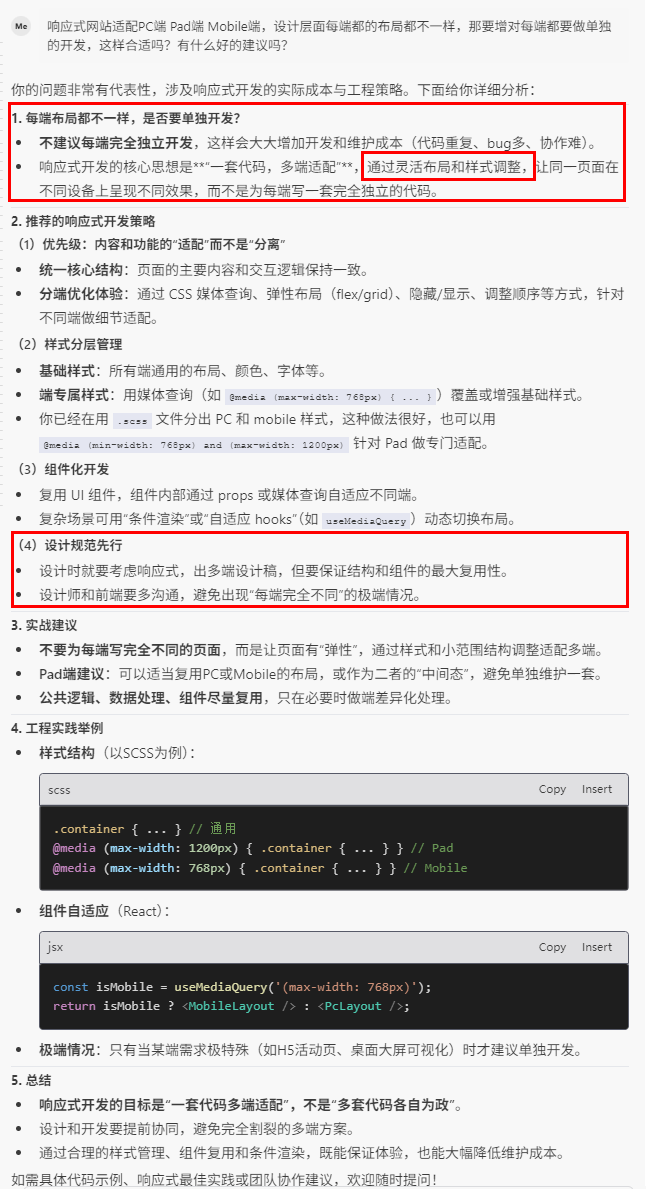 Me
响应式网站适配PC端 Pad端 Mobile端，设计层面每端都的布局都不一样，那要增对每端都要做单独
的开发，这样合适吗？有什么好的建议吗？
你的问题非常有代表性，涉及响应式开发的实际成本与工程策略。下面给你详细分析：
1. 每端布局都不一样，是否要单独开发？
• 不建议每端完全独立开发，这样会大大增加开发和维护成本（代码重复、bug多、协作难）。
• 响应式开发的核心思想是**“一套代码，多端适配”**，通过灵活布局和样式调整，让同一页面在
不同设备上呈现不同效果，而不是为每端写一套完全独立的代码。
2. 推荐的响应式开发策略
（1）优先级：内容和功能的“适配”而不是“分离”
• 统一核心结构：页面的主要内容和交互逻辑保持一致。
• 分端优化体验：通过 CSS 媒体查询、弹性布局（flex/grid）、隐藏/显示、调整顺序等方式，针对
不同端做细节适配。
（2）样式分层管理
• 基础样式：所有端通用的布局、颜色、字体等。
• 端专属样式：用媒体查询（如 @media (max-width: 768px) { ... }）覆盖或增强基础样式。
• 你已经在用 .scss 文件分出 PC 和 mobile 样式，这种做法很好，也可以用
@media (min-width: 768px) and (max-width: 1200px) 针对 Pad 做专门适配。
（3）组件化开发
• 复用 UI 组件，组件内部通过 props 或媒体查询自适应不同端。
• 复杂场景可用“条件渲染”或“自适应 hooks”（如 useMediaQuery）动态切换布局。
（4）设计规范先行
• 设计时就要考虑响应式，出多端设计稿，但要保证结构和组件的最大复用性。
• 设计师和前端要多沟通，避免出现“每端完全不同”的极端情况。
3. 实战建议
• 不要为每端写完全不同的页面，而是让页面有“弹性”，通过样式和小范围结构调整适配多端。
• Pad端建议：可以适当复用PC或Mobile的布局，或作为二者的“中间态”，避免单独维护一套。
• 公共逻辑、数据处理、组件尽量复用，只在必要时做端差异化处理。
4. 工程实践举例
• 样式结构（以SCSS为例）：
scss Copy Insert
.container { ... } // 通用
@media (max-width: 1200px) { .container { ... } } // Pad
@media (max-width: 768px) { .container { ... } } // Mobile
• 组件自适应（React）：
jsx Copy Insert
const isMobile = useMediaQuery('(max-width: 768px)');
return isMobile ? <MobileLayout /> : <PcLayout />;
• 极端情况：只有当某端需求极特殊（如H5活动页、桌面大屏可视化）时才建议单独开发。
5. 总结
• 响应式开发的目标是“一套代码多端适配”，不是“多套代码各自为政”。
• 设计和开发要提前协同，避免完全割裂的多端方案。
• 通过合理的样式管理、组件复用和条件渲染，既能保证体验，也能大幅降低维护成本。
如需具体代码示例、响应式最佳实践或团队协作建议，欢迎随时提问！